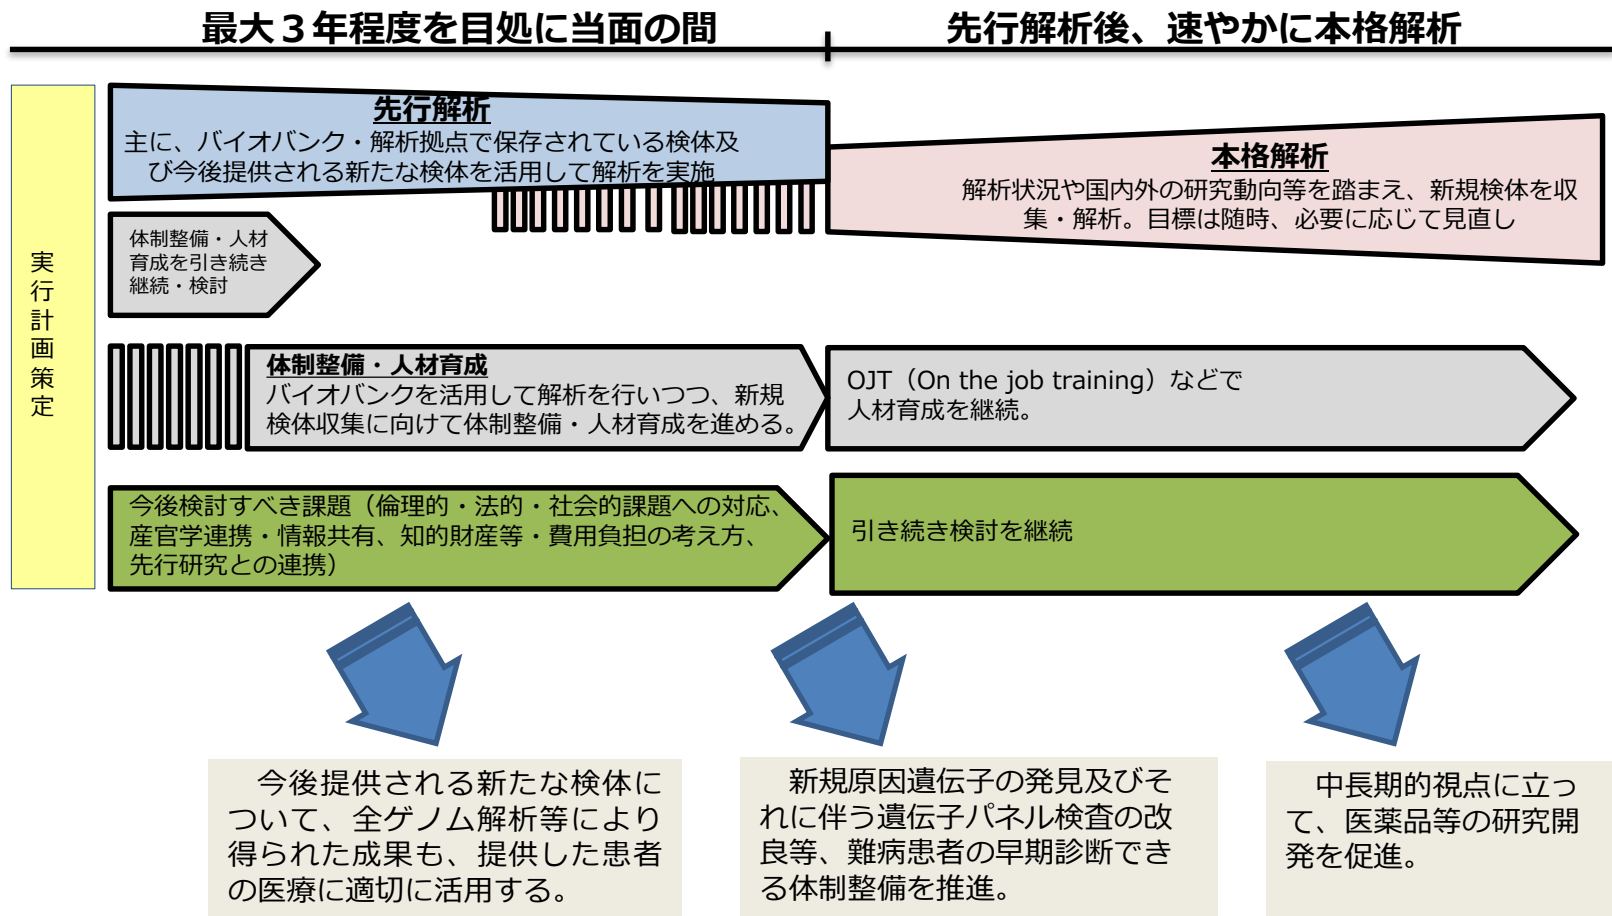 最大３年程度を目処に当面の間
先行解析後、速やかに本格解析
実行計画策定
先行解析
主に、バイオバンク・解析拠点で保存されている検体及
び今後提供される新たな検体を活用して解析を実施
本格解析
解析状況や国内外の研究動向等を踏まえ、新規検体を収
集・解析。目標は随時、必要に応じて見直し
体制整備・人材
育成を引き続き
継続・検討
体制整備・人材育成
バイオバンクを活用して解析を行いつつ、新規
検体収集に向けて体制整備・人材育成を進める。
OJT（On the job training）などで
人材育成を継続。
今後検討すべき課題（倫理的・法的・社会的課題への対応、
産官学連携・情報共有、知的財産等・費用負担の考え方、
先行研究との連携）
引き続き検討を継続
今後提供される新たな検体に
ついて、全ゲノム解析等により
得られた成果も、提供した患者
の医療に適切に活用する。
新規原因遺伝子の発見及びそ
れに伴う遺伝子パネル検査の改
良等、難病患者の早期診断でき
る体制整備を推進。
中長期的視点に立っ
て、医薬品等の研究開
発を促進。